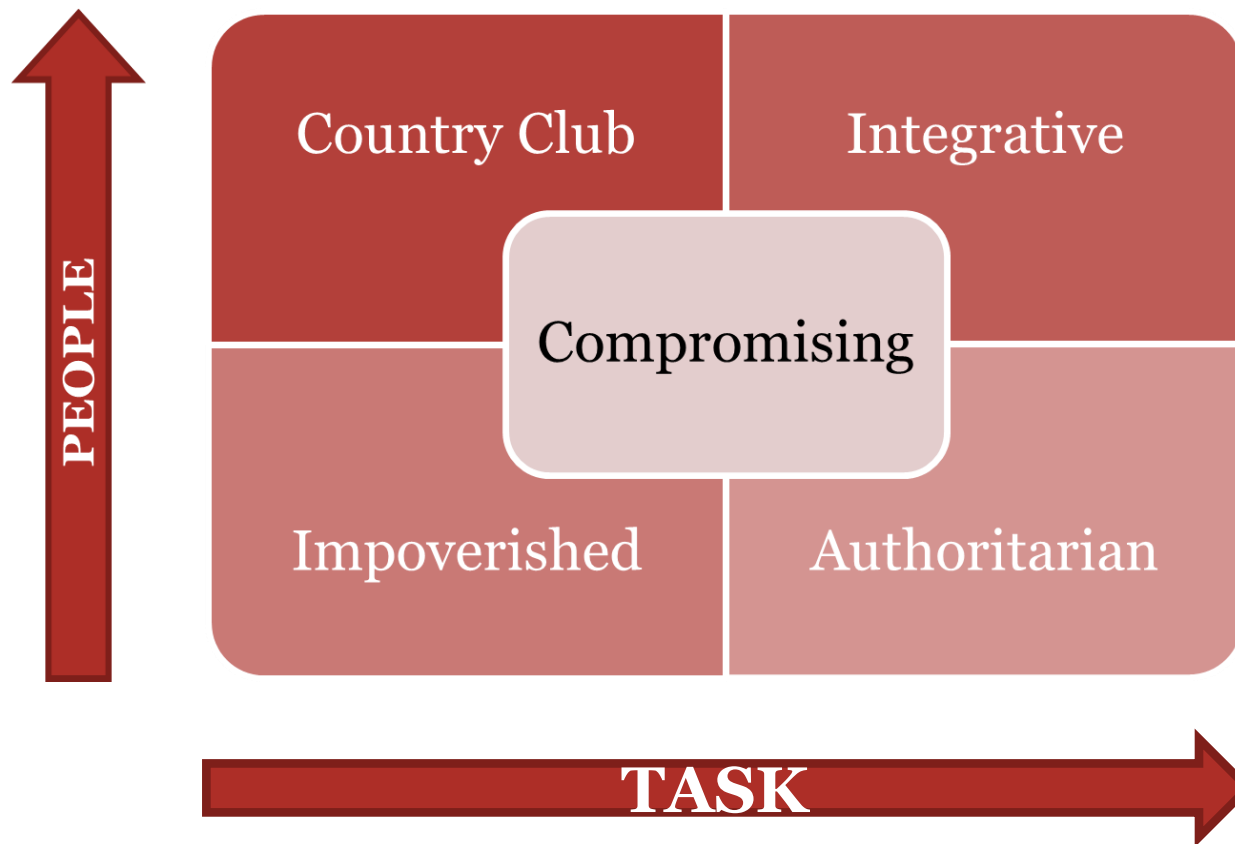 Country Club
Integrative
Compromising
Impoverished
Authoritarian
PEOPLE
TASK